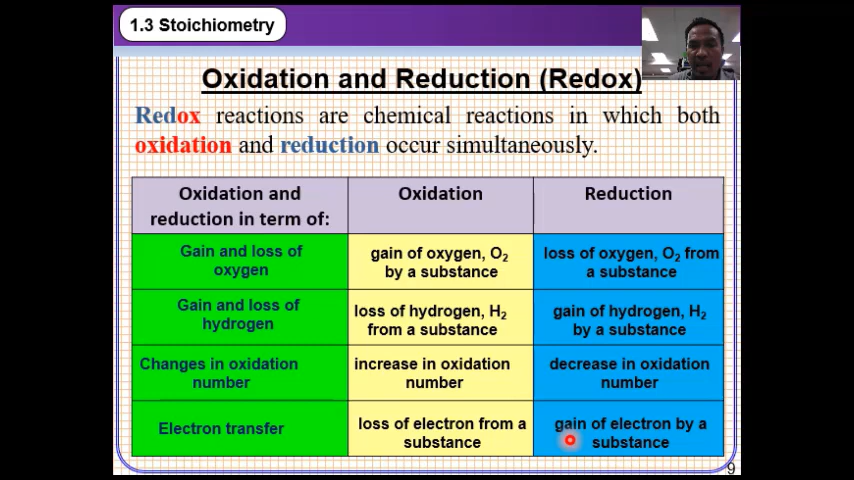 1.3 Stoichiometry
Oxidation and Reduction (Redox)
Redox reactions are chemical reactions in which both
oxidation and reduction occur simultaneously.
Oxidation and
reduction in term of:
Oxidation
Reduction
Gain and loss of
oxygen
gain of oxygen, O₂
by a substance
loss of oxygen, O₂ from
a substance
Gain and loss of
hydrogen
loss of hydrogen, H₂
from a substance
gain of hydrogen, H₂
by a substance
Changes in oxidation
number
increase in oxidation
number
decrease in oxidation
number
Electron transfer
loss of electron from a
substance
gain of electron by a
substance
9